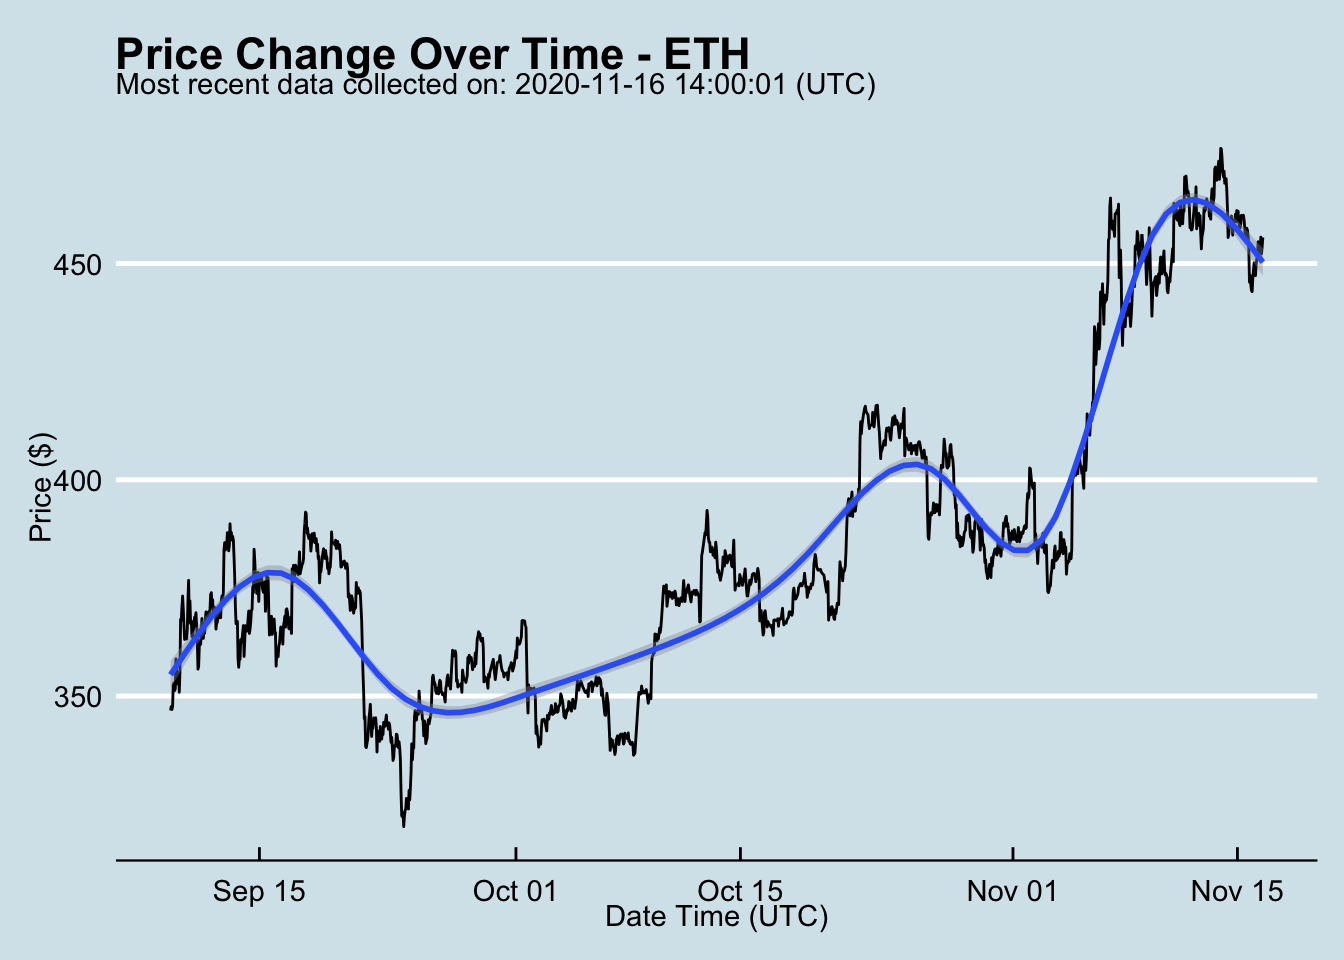 Price Change Over Time - ETH
Most recent data collected on: 2020-11-16 14:00:01 (UTC)
Price ($)
450
400
350
Sep 15 Oct 01 Oct 15 Nov 01 Nov 15
Date Time (UTC)